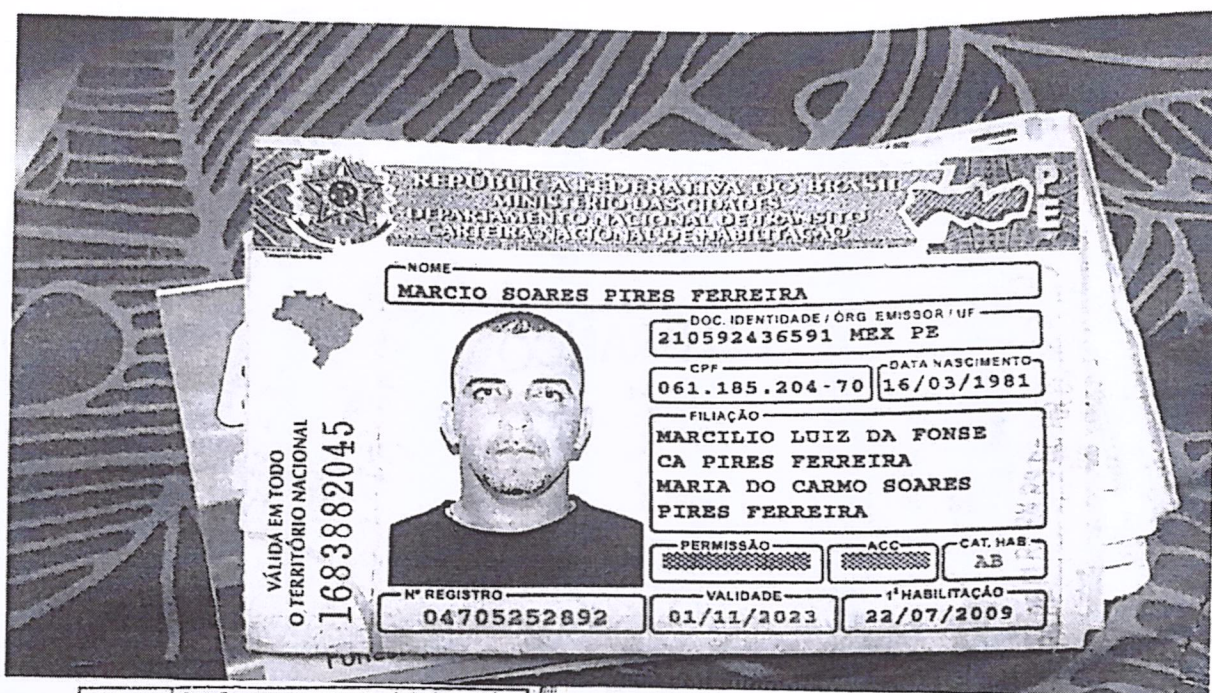 REPÚBLICA FEDERATIVA DO BRASIL
MINISTÉRIO DAS CIDADES
DEPARTAMENTO NACIONAL DE TRÂNSITO
CARTEIRA NACIONAL DE HABILITAÇÃO
PE
NOME
MARCIO SOARES PIRES FERREIRA
DOC. IDENTIDADE / ÓRG EMISSOR / UF
210592436591 MEX PE
CPF
061.185.204-70
DATA NASCIMENTO
16/03/1981
FILIAÇÃO
MARCILIO LUIZ DA FONSE
CA PIRES FERREIRA
MARIA DO CARMO SOARES
PIRES FERREIRA
PERMISSÃO
ACC
CAT. HAB
AB
Nº REGISTRO
04705252892
VALIDADE
01/11/2023
1ª HABILITAÇÃO
22/07/2009
VÁLIDA EM TODO
O TERRITÓRIO NACIONAL
1683882045